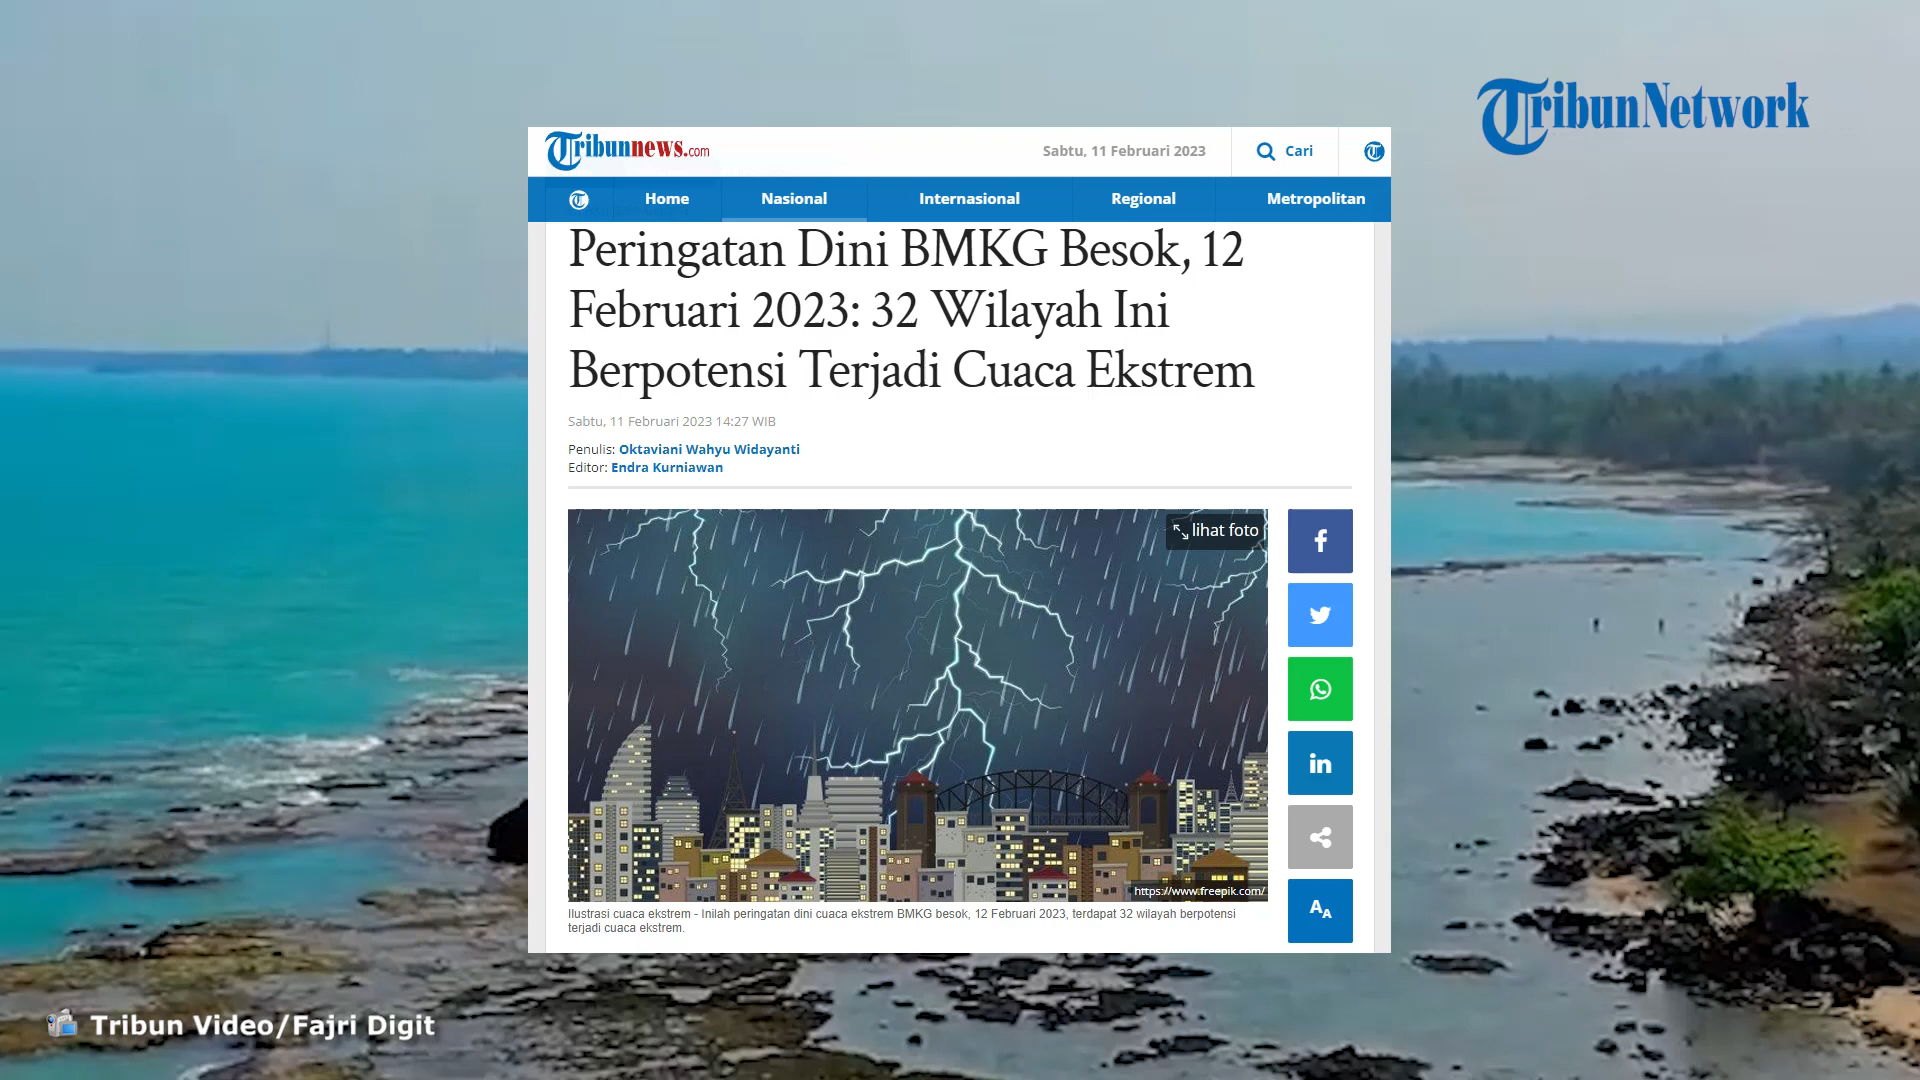 Tribun Network
Tribunnews.com
Sabtu, 11 Februari 2023
Cari
Home
Nasional
Internasional
Regional
Metropolitan
Peringatan Dini BMKG Besok, 12
Februari 2023: 32 Wilayah Ini
Berpotensi Terjadi Cuaca Ekstrem
Sabtu, 11 Februari 2023 14:27 WIB
Penulis: Oktaviani Wahyu Widayanti
Editor: Endra Kurniawan
lihat foto
https://www.freepik.com/
Ilustrasi cuaca ekstrem - Inilah peringatan dini cuaca ekstrem BMKG besok, 12 Februari 2023, terdapat 32 wilayah berpotensi
terjadi cuaca ekstrem.
AA
Tribun Video/Fajri Digit